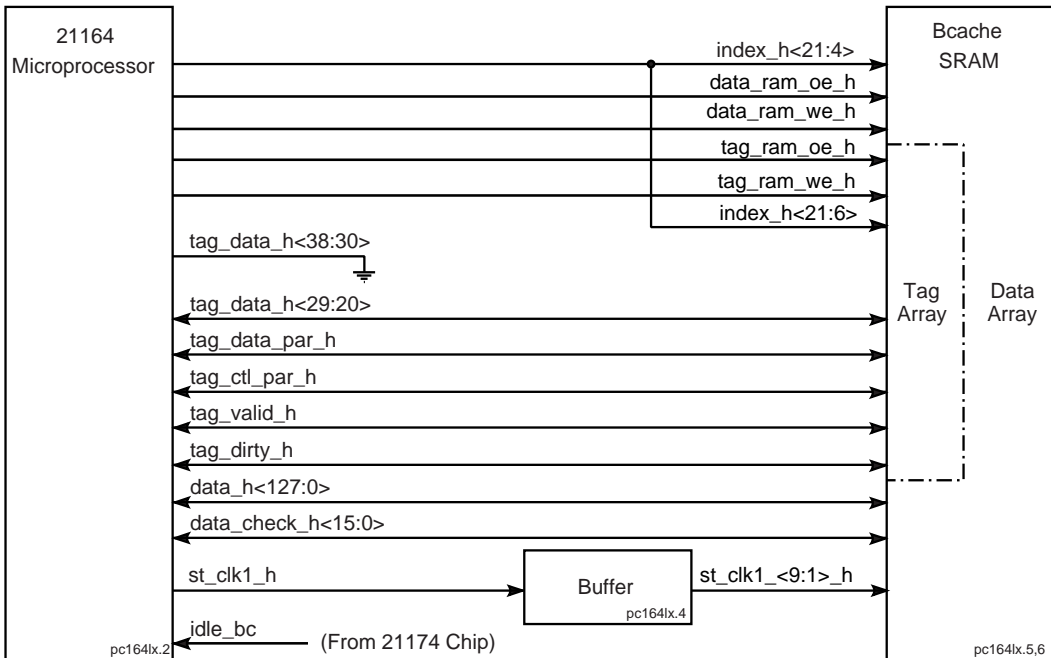 21164
Microprocessor
Bcache
SRAM
index_h<21:4>
data_ram_oe_h
data_ram_we_h
tag_ram_oe_h
tag_ram_we_h
index_h<21:6>
tag_data_h<38:30>
tag_data_h<29:20>
Tag
Array
Data
Array
tag_data_par_h
tag_ctl_par_h
tag_valid_h
tag_dirty_h
data_h<127:0>
data_check_h<15:0>
st_clk1_h
Buffer
pc164lx.4
st_clk1_<9:1>_h
idle_bc
(From 21174 Chip)
pc164lx.2
pc164lx.5,6